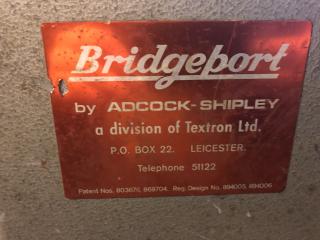 Bridgeport
by ADCOCK-SHIPLEY
a division of Textron Ltd.
P.O. BOX 22. LEICESTER.
Telephone 51122
Patent Nos. 803670, 869704. Reg. Design No. 894005, 894006